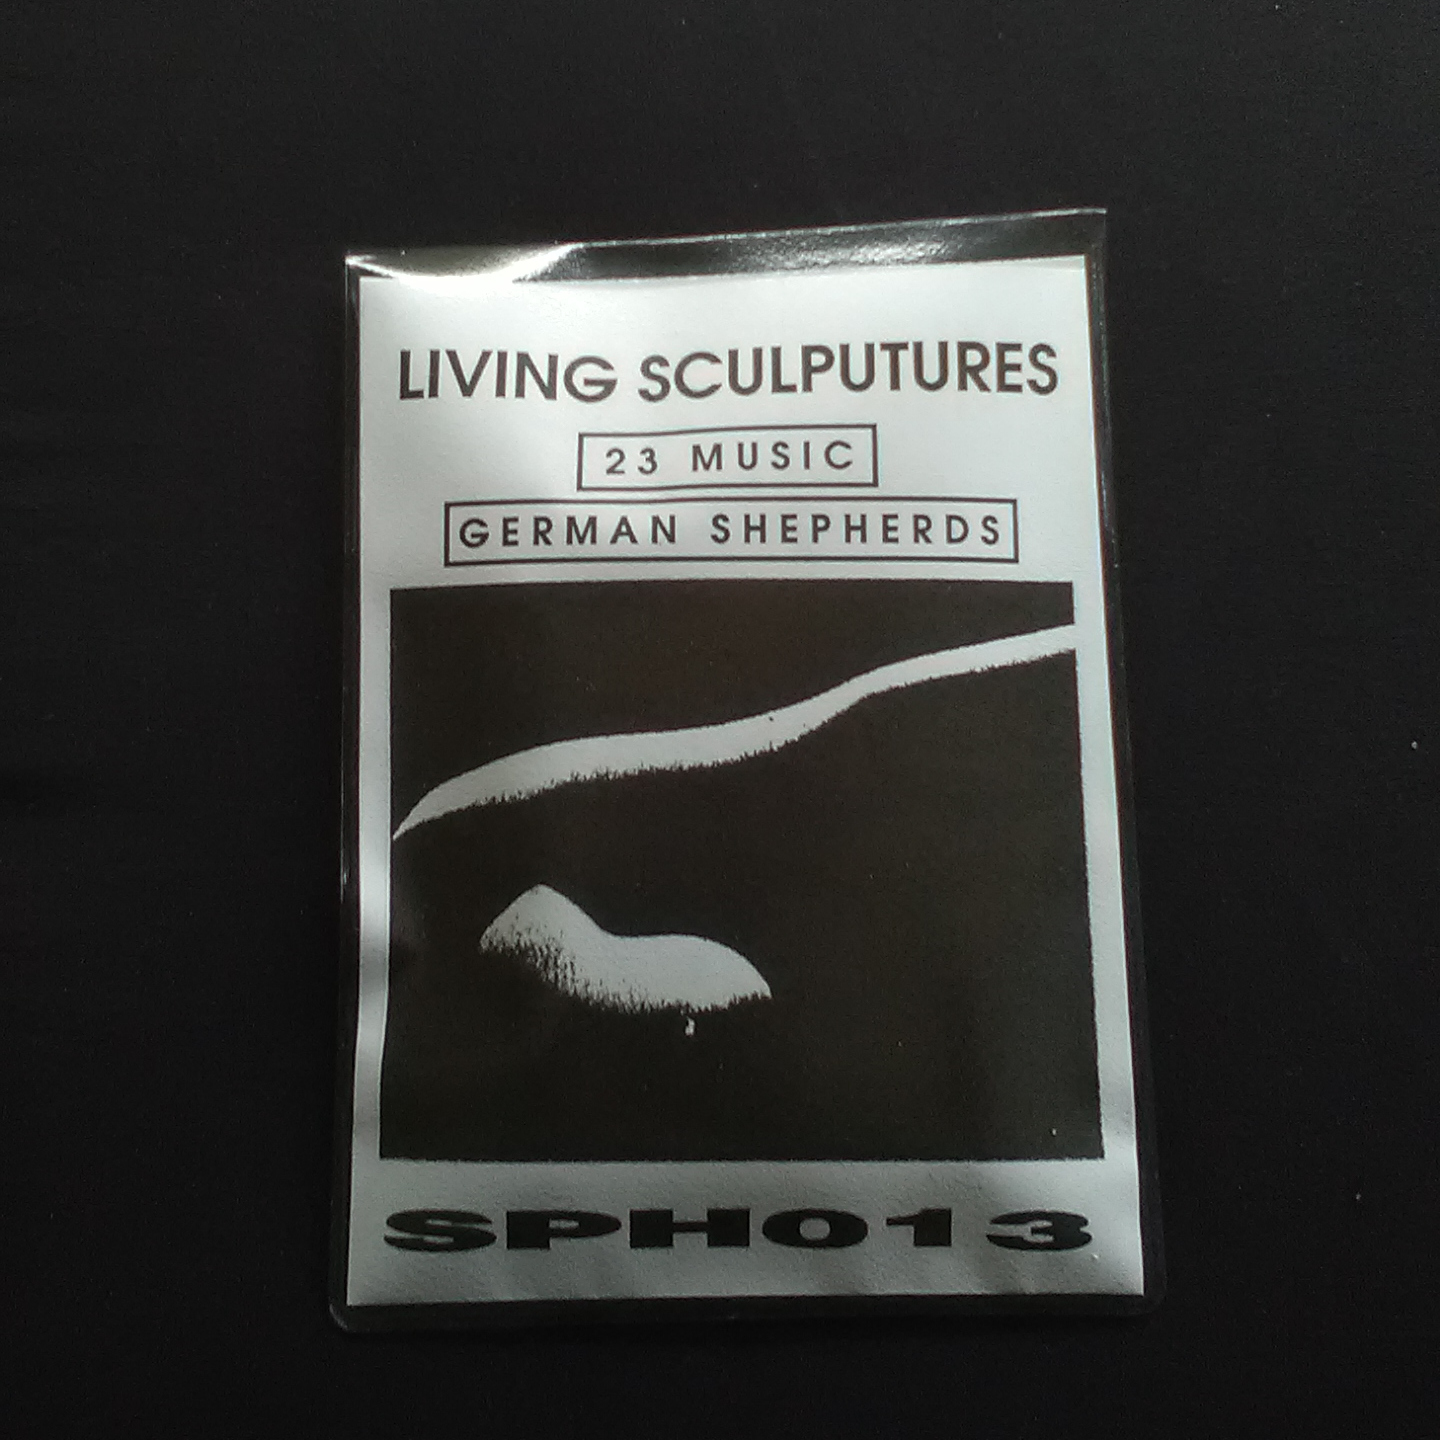 LIVING SCULPUTURES
23 MUSIC
GERMAN SHEPHERDS
SPH013